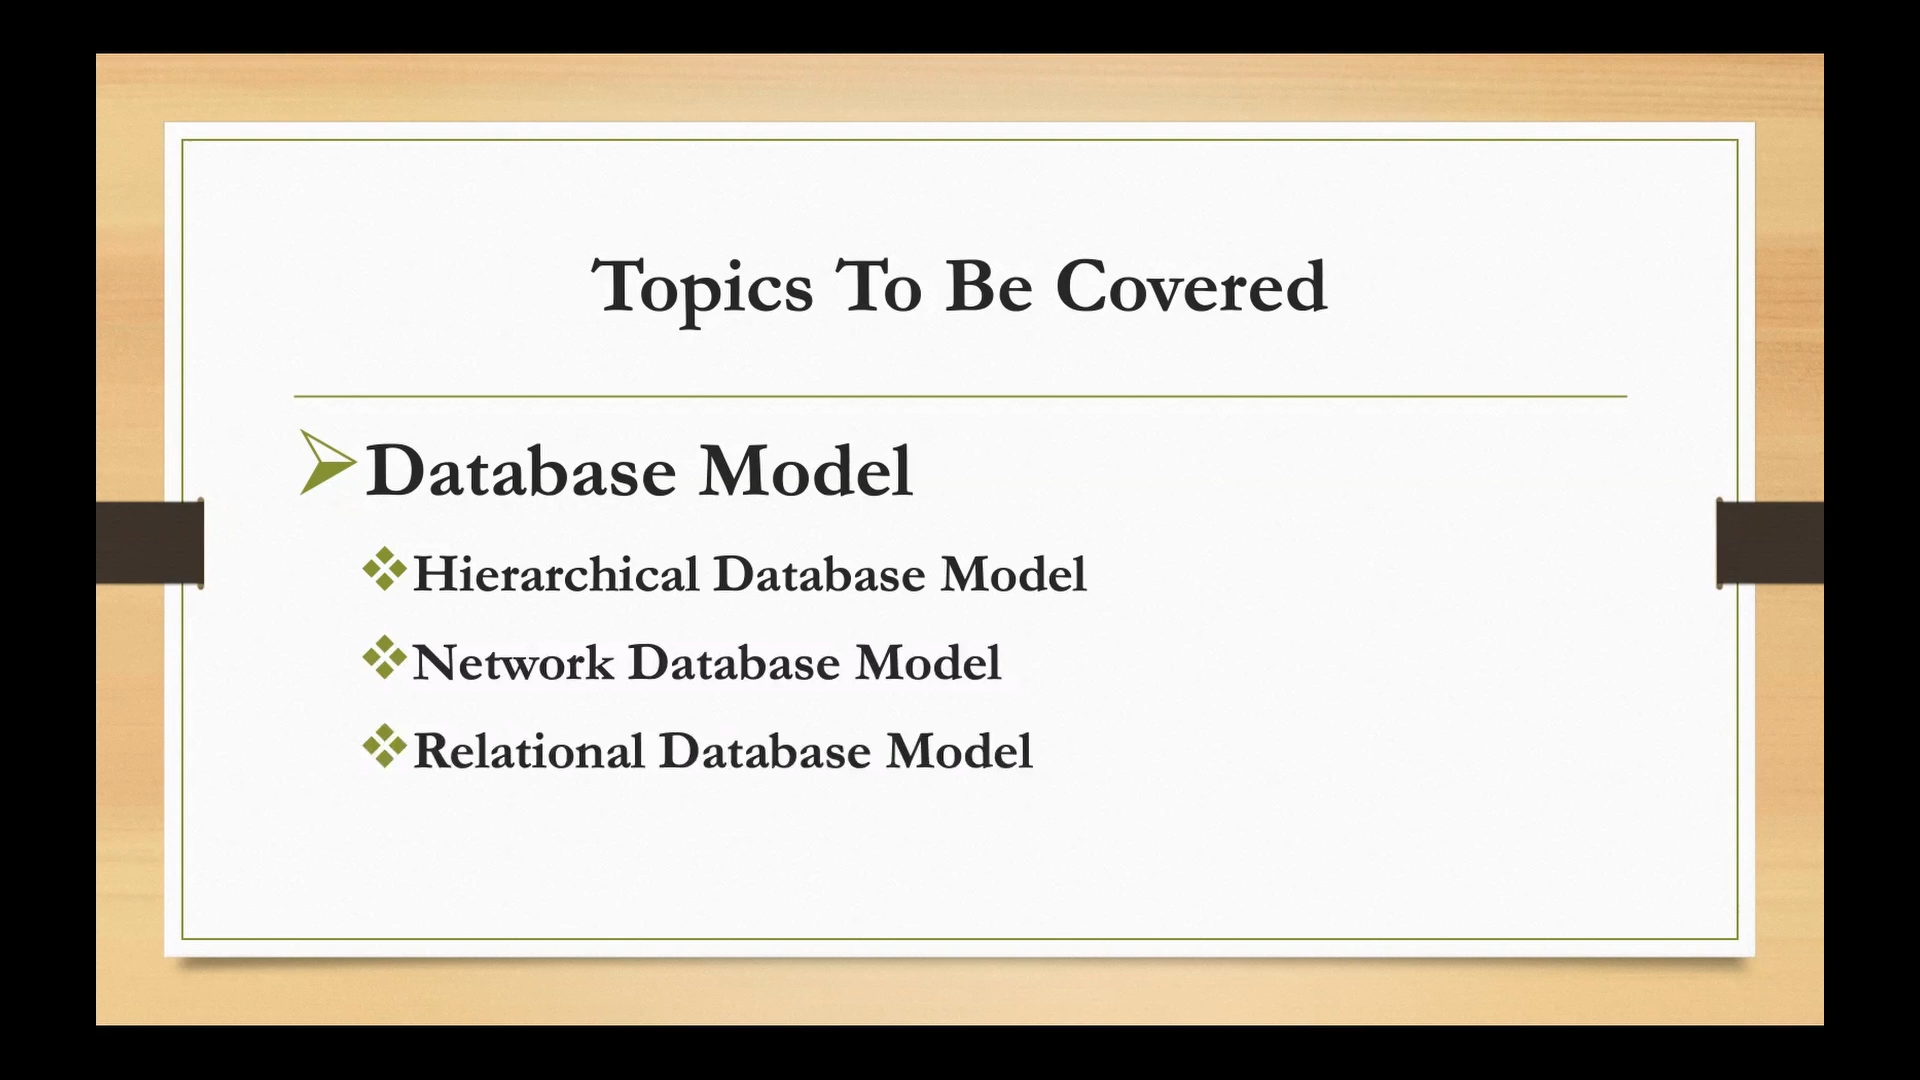 Topics To Be Covered
Database Model
Hierarchical Database Model
Network Database Model
Relational Database Model